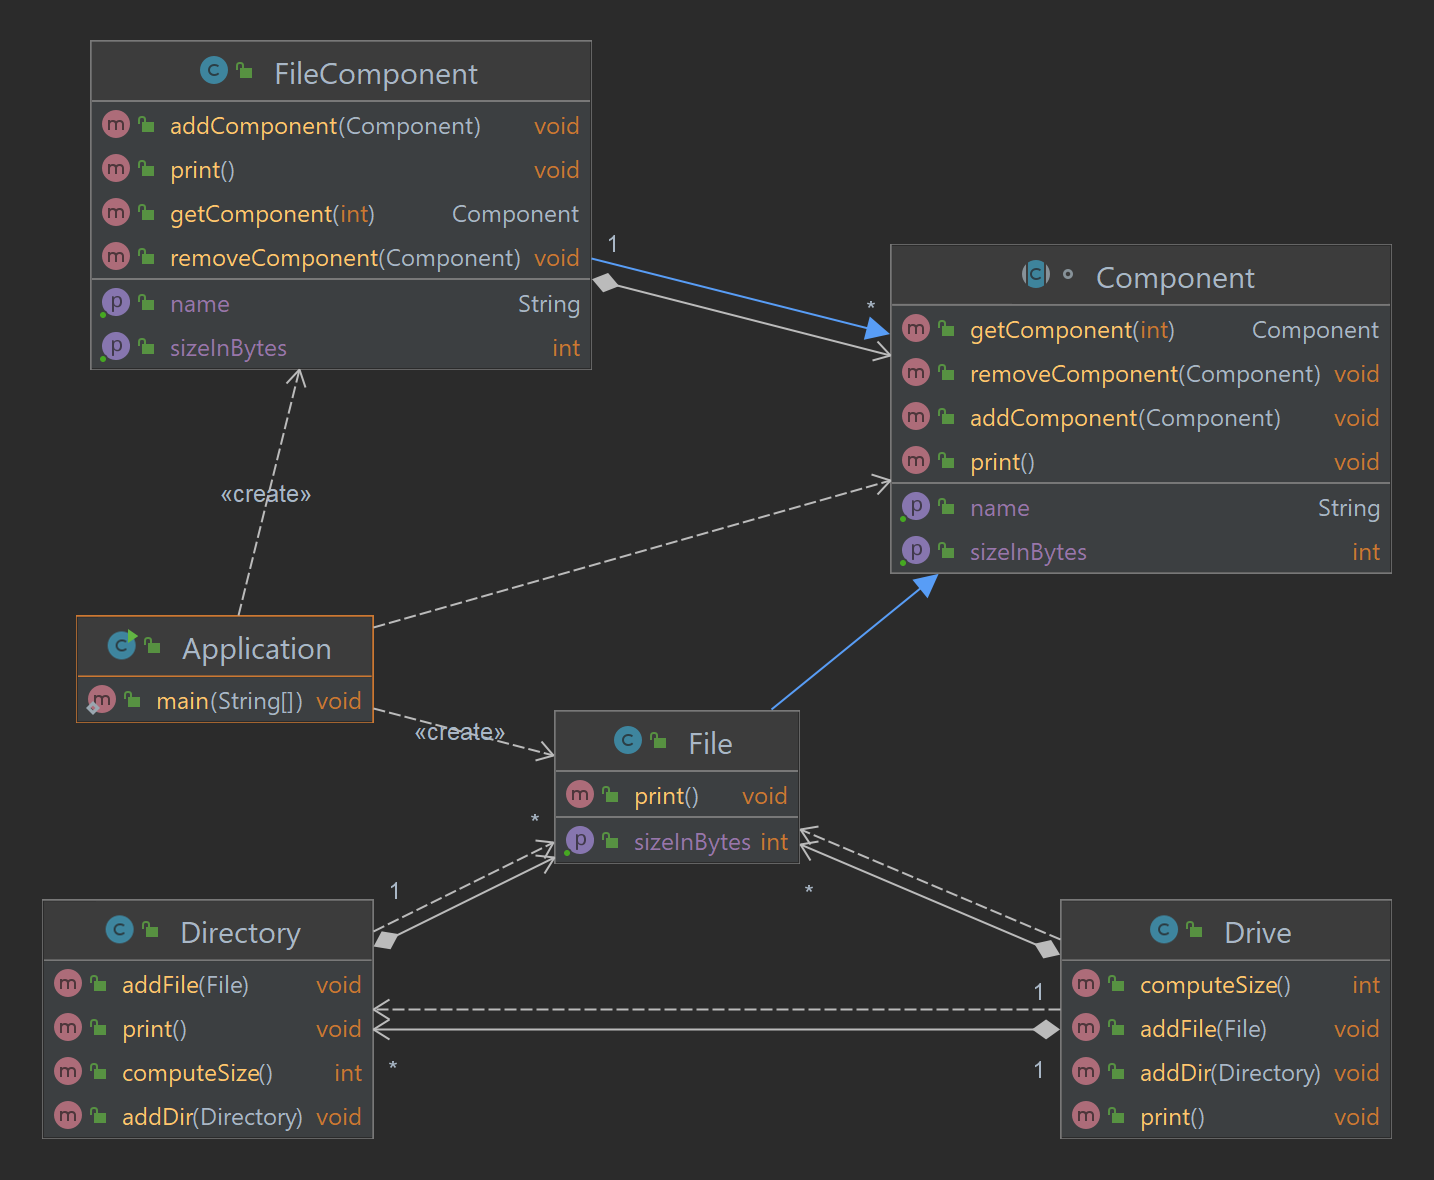 FileComponent
addComponent(Component) void
print() void
getComponent(int) Component
removeComponent(Component) void
name String
sizeInBytes int
1
*
Component
getComponent(int) Component
removeComponent(Component) void
addComponent(Component) void
print() void
name String
sizeInBytes int
«create»
Application
main(String[]) void
«create»
File
print() void
sizeInBytes int
*
1
*
Directory
addFile(File) void
print() void
computeSize() int
addDir(Directory) void
1
*
1
Drive
computeSize() int
addFile(File) void
addDir(Directory) void
print() void